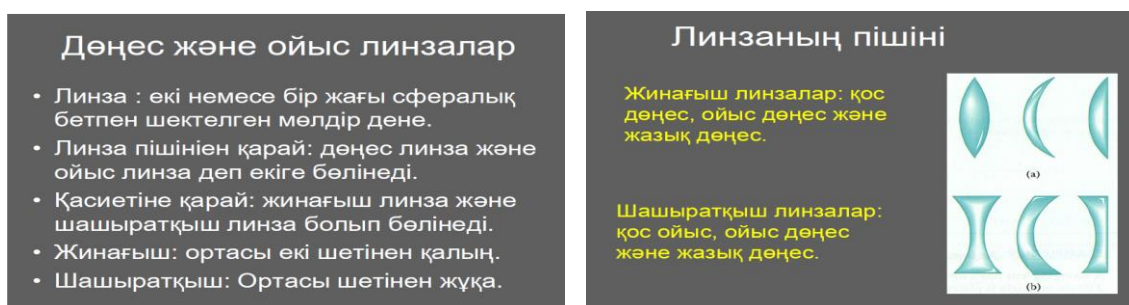 Дөңес және ойыс линзалар
• Линза : екі немесе бір жағы сфералық
бетпен шектелген мөлдір дене.
• Линза пішініен қарай: дөңес линза және
ойыс линза деп екіге бөлінеді.
• Қасиетіне қарай: жинағыш линза және
шашыратқыш линза болып бөлінеді.
• Жинағыш: ортасы екі шетінен қалың.
• Шашыратқыш: Ортасы шетінен жұқа.
Линзаның пішіні
Жинағыш линзалар: қос
дөңес, ойыс дөңес және
жазық дөңес.
(a)
Шашыратқыш линзалар:
қос ойыс, ойыс дөңес
және жазық дөңес.
(b)